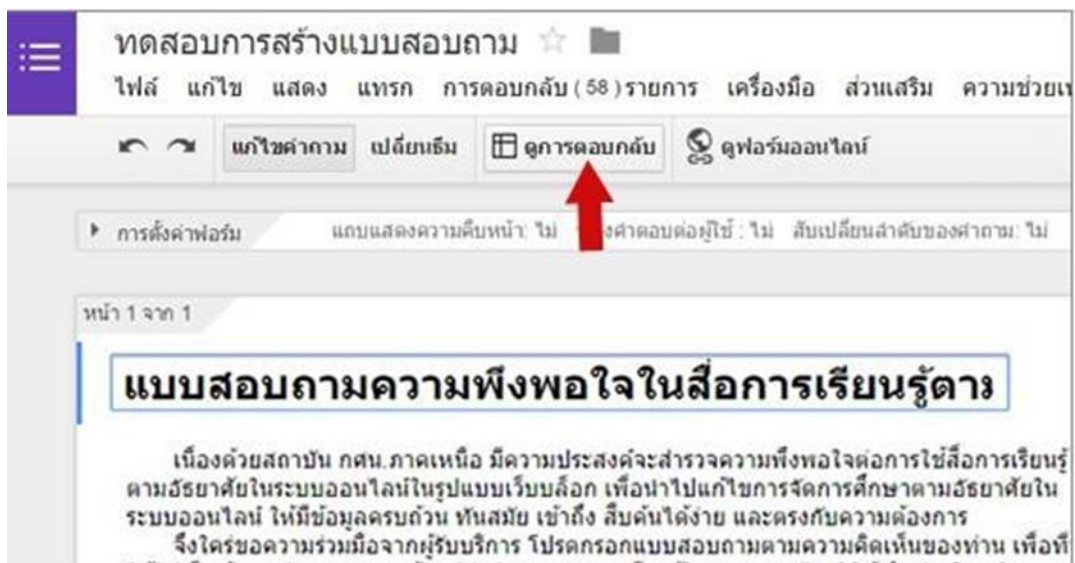 ทดสอบการสร้างแบบสอบถาม
ไฟล์ แก้ไข แสดง แทรก การตอบกลับ (58) รายการ เครื่องมือ ส่วนเสริม ความช่วยเ
แก้ไขคำถาม เปลี่ยนธีม ดูการตอบกลับ ดูฟอร์มออนไลน์
การตั้งค่าฟอร์ม แถบแสดงความคืบหน้า: ไม่ คำตอบต่อผู้ใช้ : ไม่ สับเปลี่ยนลำดับของคำถาม: ไม่
หน้า 1 จาก 1
แบบสอบถามความพึงพอใจในสื่อการเรียนรู้ตาม
เนื่องด้วยสถาบัน กศน.ภาคเหนือ มีความประสงค์จะสำรวจความพึงพอใจต่อการใช้สื่อการเรียนรู้
ตามอัธยาศัยในระบบออนไลน์ในรูปแบบเว็บบล็อก เพื่อนำไปแก้ไขการจัดการศึกษาตามอัธยาศัยใน
ระบบออนไลน์ ให้มีข้อมูลครบถ้วน ทันสมัย เข้าถึง สืบค้นได้ง่าย และตรงกับความต้องการ
จึงใคร่ขอความร่วมมือจากผู้รับบริการ โปรดกรอกแบบสอบถามตามความคิดเห็นของท่าน เพื่อที่